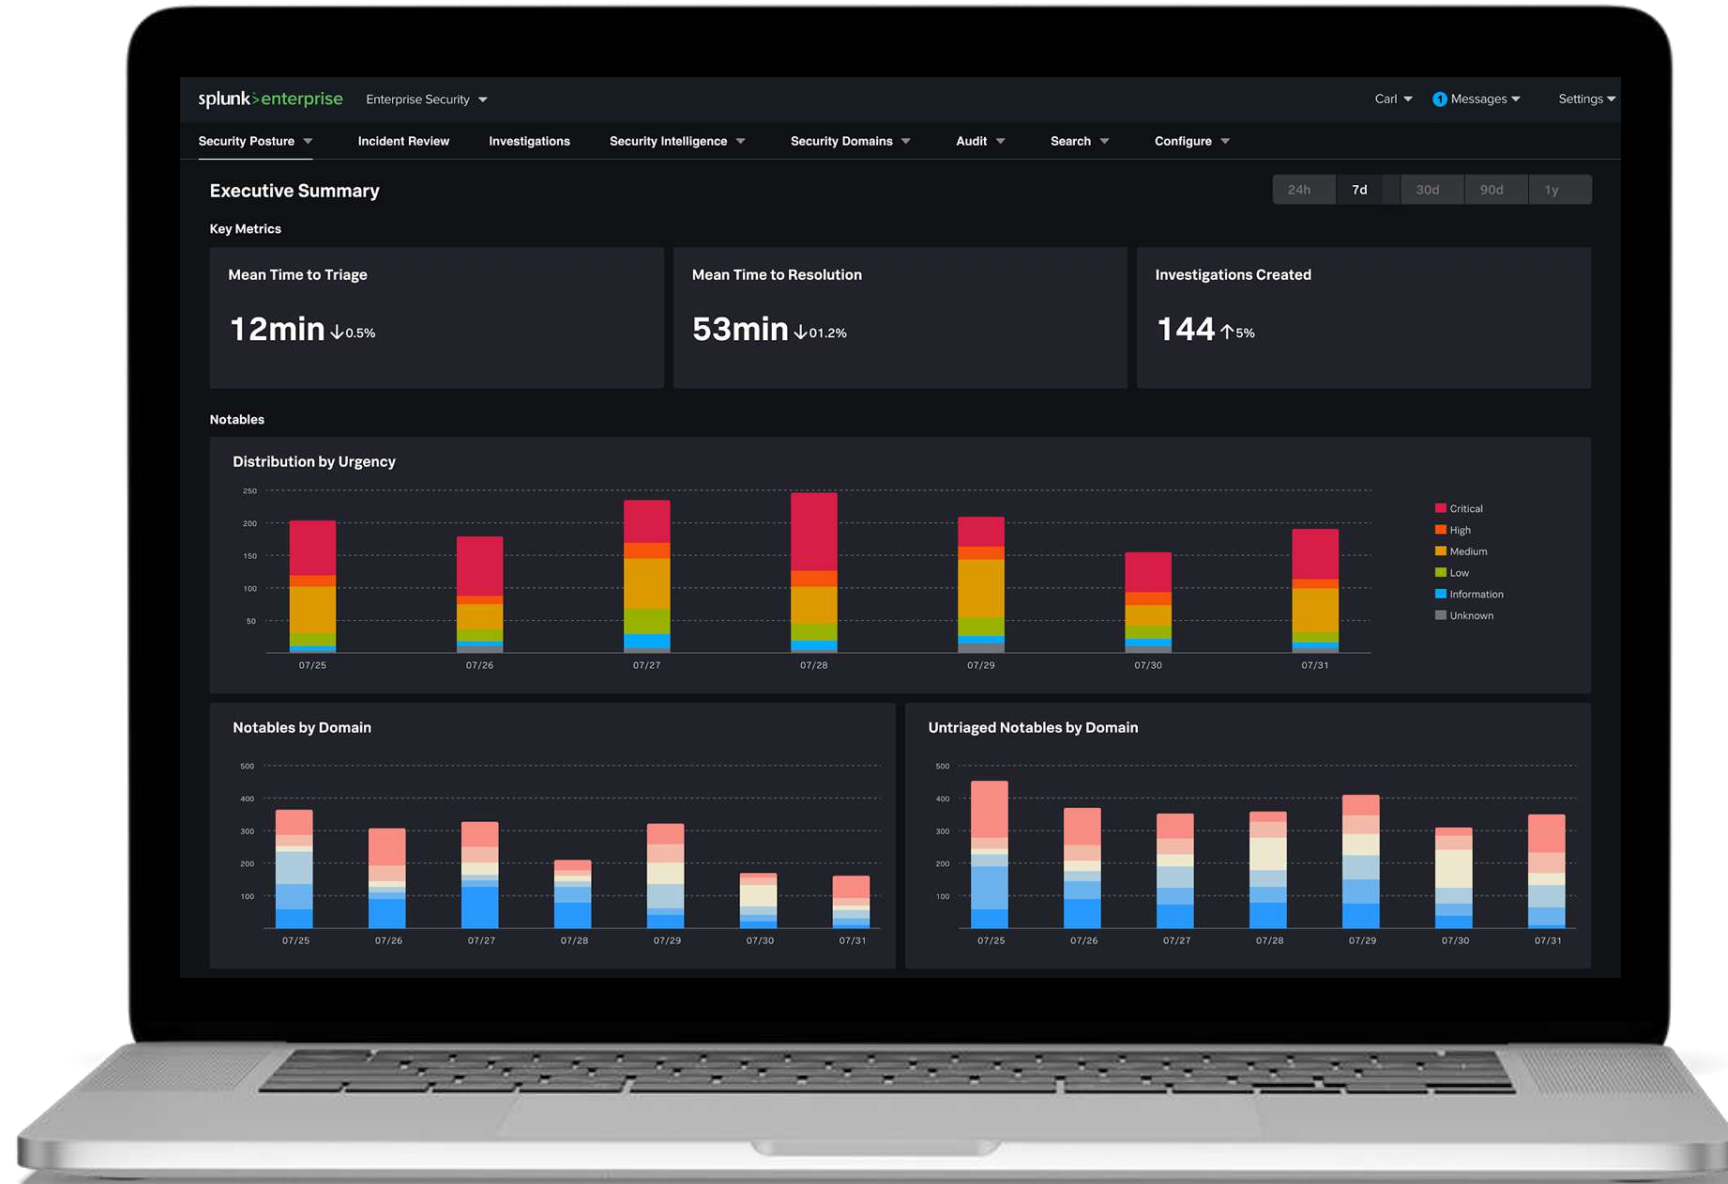 splunk>enterprise Enterprise Security Carl 1 Messages Settings
Security Posture Incident Review Investigations Security Intelligence Security Domains Audit Search Configure
Executive Summary 24h 7d 30d 90d 1y
Key Metrics
Mean Time to Triage Mean Time to Resolution Investigations Created
12min ↓0.5% 53min ↓01.2% 144 ↑5%
Notables
Distribution by Urgency
250
200
150
100
50
07/25 07/26 07/27 07/28 07/29 07/30 07/31
Critical
High
Medium
Low
Information
Unknown
Notables by Domain
500
400
300
200
100
07/25 07/26 07/27 07/28 07/29 07/30 07/31
Untriaged Notables by Domain
500
400
300
200
100
07/25 07/26 07/27 07/28 07/29 07/30 07/31